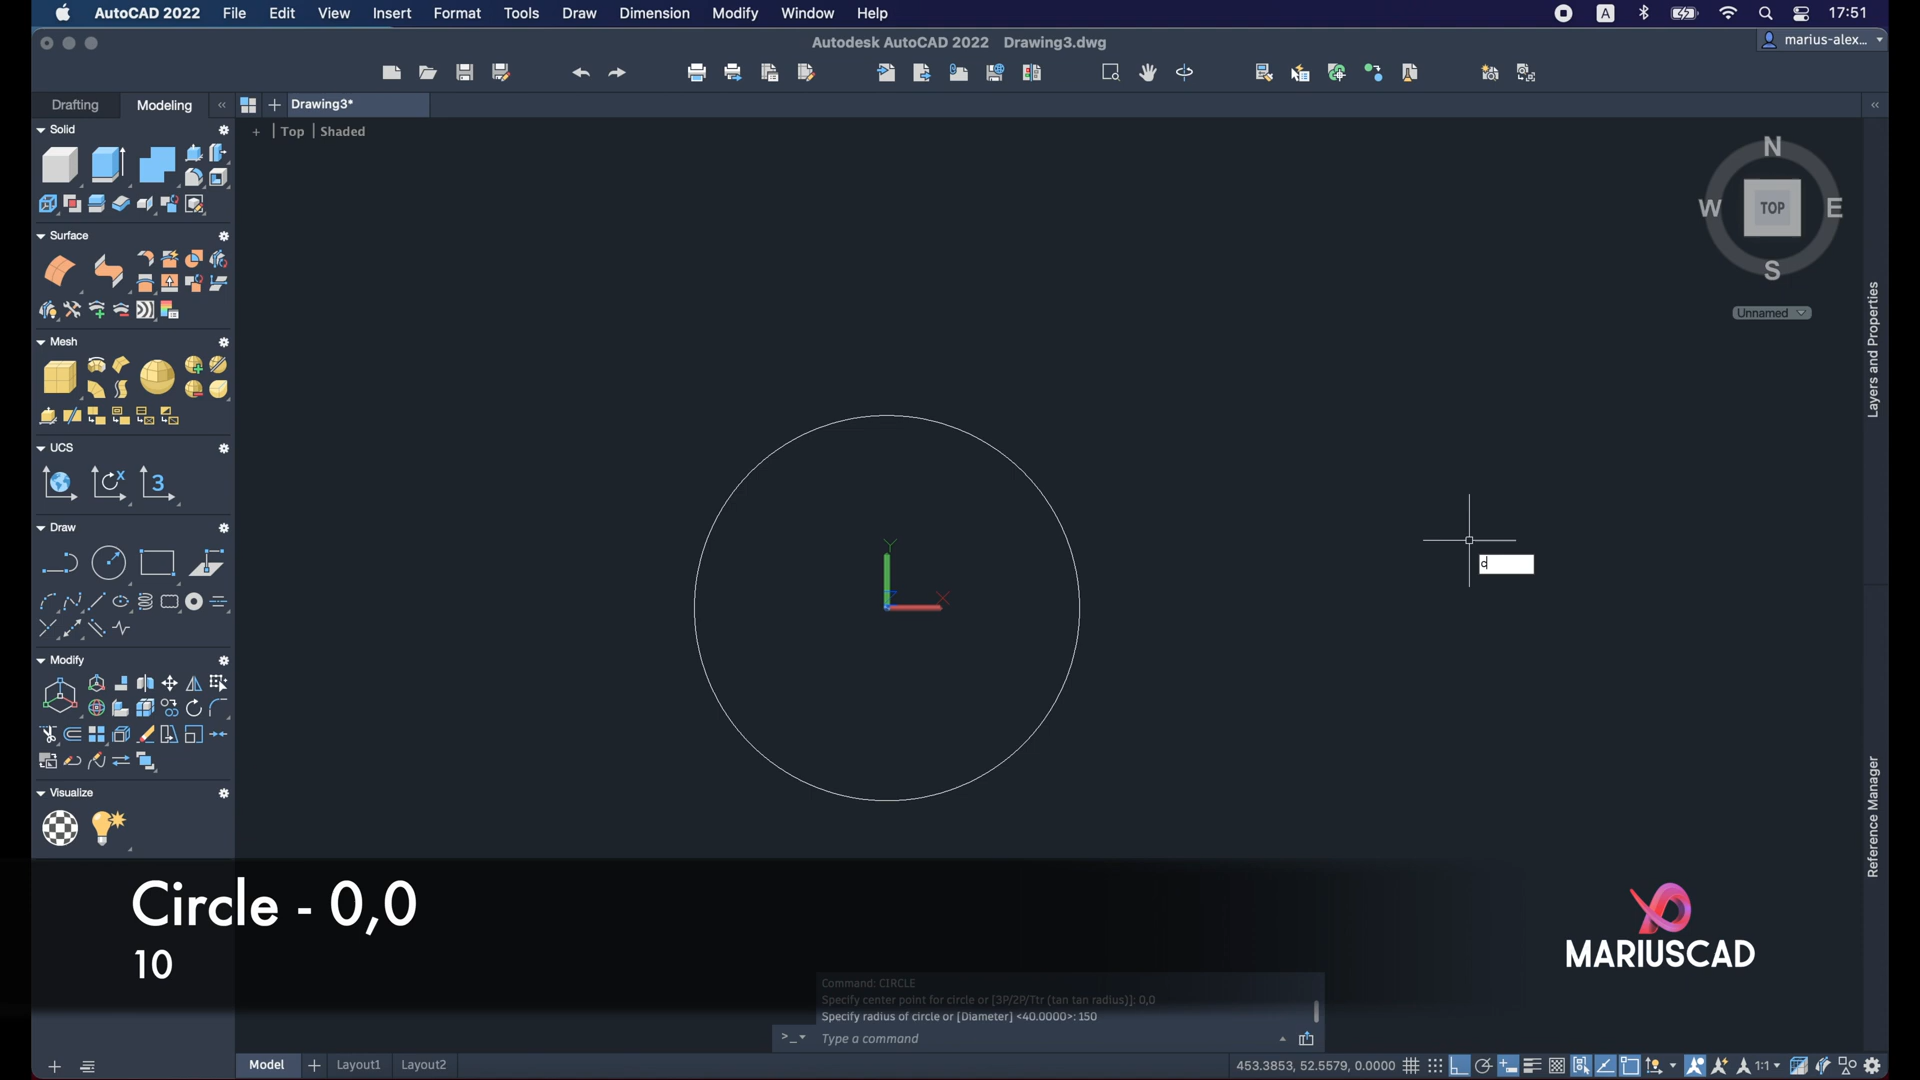 AutoCAD 2022 File Edit View Insert Format Tools Draw Dimension Modify Window Help A 17:51
Autodesk AutoCAD 2022 Drawing3.dwg
marius-alex...
Drafting Modeling
Drawing3*
Solid
+ | Top | Shaded
N
W TOP E
S
Unnamed
Surface
Mesh
UCS
X
3
Draw
Y
X
c
Modify
Visualize
Layers and Properties
Reference Manager
Circle - 0,0
10
MARIUSCAD
Command: CIRCLE
Specify center point for circle or [3P/2P/Ttr (tan tan radius)]: 0,0
Specify radius of circle or [Diameter] <40.0000>: 150
>_ Type a command
Model + Layout1 Layout2
453.3853, 52.5579, 0.0000
1:1